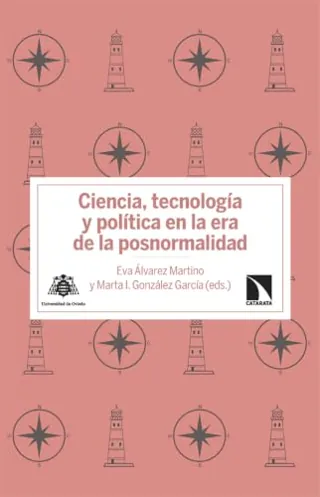 Ciencia, tecnología
y política en la era
de la posnormalidad
Eva Álvarez Martino
y Marta I. González García (eds.)
Universidad de Oviedo
CATARATA